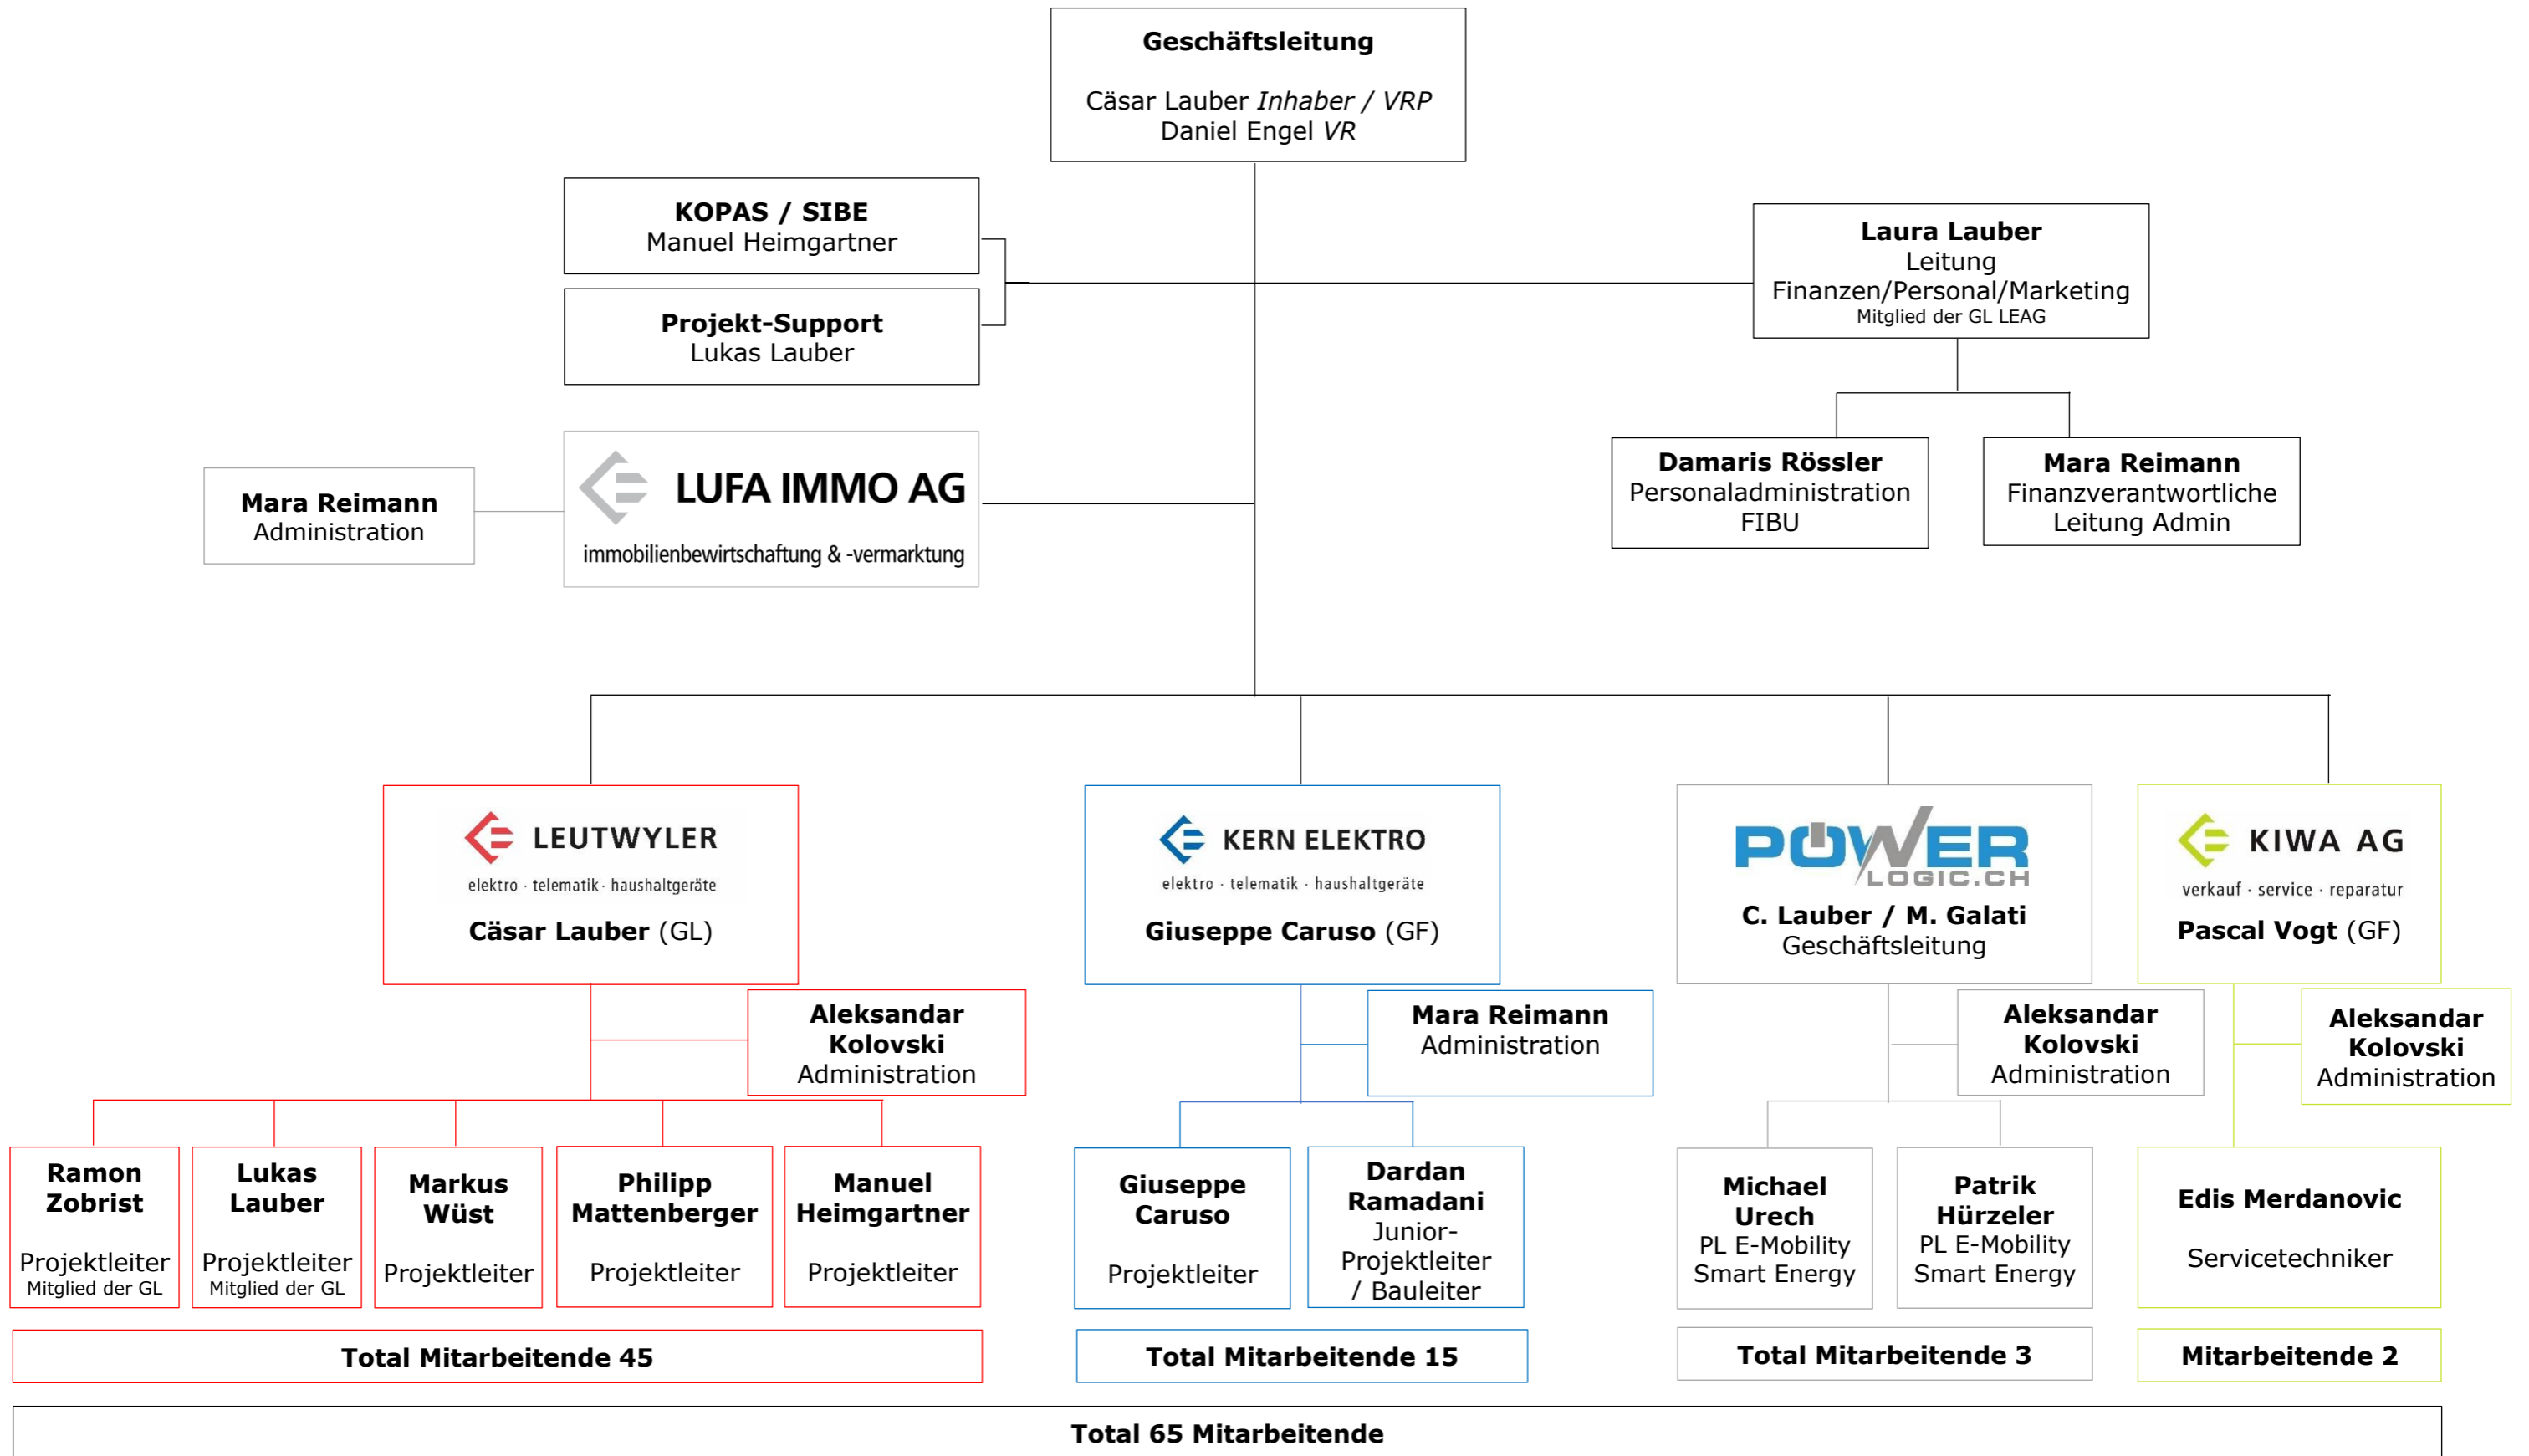 Geschäftsleitung
Cäsar Lauber Inhaber / VRP
Daniel Engel VR
KOPAS / SIBE
Manuel Heimgartner
Projekt-Support
Lukas Lauber
Laura Lauber
Leitung
Finanzen/Personal/Marketing
Mitglied der GL LEAG
Damaris Rössler
Personaladministration
FIBU
Mara Reimann
Finanzverantwortliche
Leitung Admin
Mara Reimann
Administration
LUFA IMMO AG
immobilienbewirtschaftung & -vermarktung
LEUTWYLER
elektro · telematik · haushaltgeräte
Cäsar Lauber (GL)
KERN ELEKTRO
elektro · telematik · haushaltgeräte
Giuseppe Caruso (GF)
POWER
LOGIC.CH
C. Lauber / M. Galati
Geschäftsleitung
KIWA AG
verkauf · service · reparatur
Pascal Vogt (GF)
Aleksandar
Kolovski
Administration
Mara Reimann
Administration
Aleksandar
Kolovski
Administration
Aleksandar
Kolovski
Administration
Ramon
Zobrist
Projektleiter
Mitglied der GL
Lukas
Lauber
Projektleiter
Mitglied der GL
Markus
Wüst
Projektleiter
Philipp
Mattenberger
Projektleiter
Manuel
Heimgartner
Projektleiter
Giuseppe
Caruso
Projektleiter
Dardan
Ramadani
Junior-
Projektleiter
/ Bauleiter
Michael
Urech
PL E-Mobility
Smart Energy
Patrik
Hürzeler
PL E-Mobility
Smart Energy
Edis Merdanovic
Servicetechniker
Total Mitarbeitende 45
Total Mitarbeitende 15
Total Mitarbeitende 3
Mitarbeitende 2
Total 65 Mitarbeitende